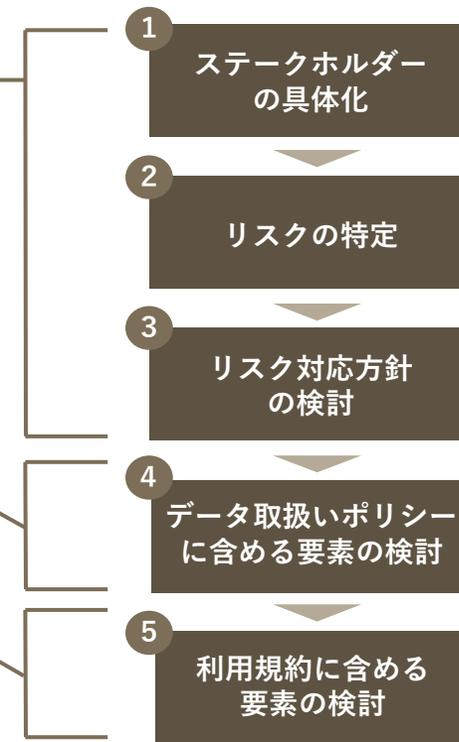 1
ステークホルダー
の具体化
2
リスクの特定
3
リスク対応方針
の検討
4
データ取扱いポリシー
に含める要素の検討
5
利用規約に含める
要素の検討